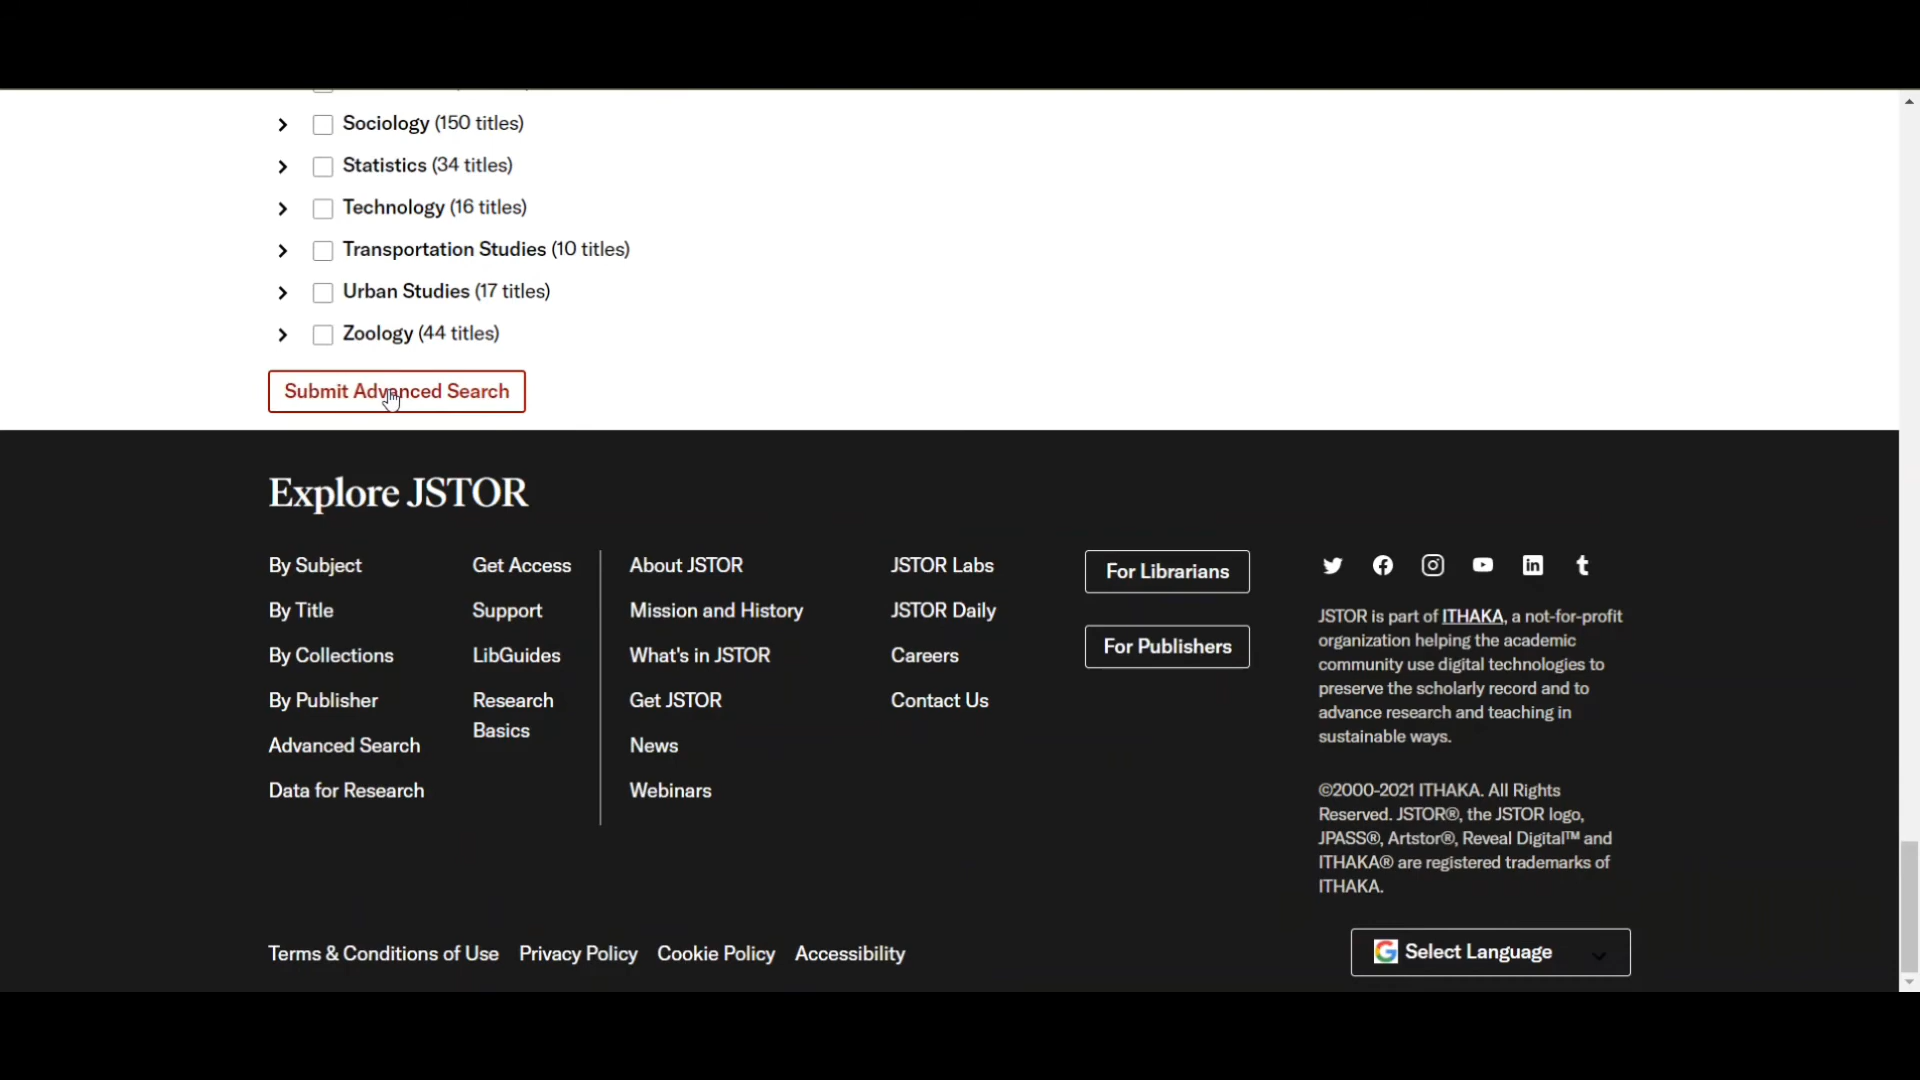 Sociology (150 titles)
Statistics (34 titles)
Technology (16 titles)
Transportation Studies (10 titles)
Urban Studies (17 titles)
Zoology (44 titles)
Submit Advanced Search
Explore JSTOR
By Subject
By Title
By Collections
By Publisher
Advanced Search
Data for Research
Get Access
Support
LibGuides
Research
Basics
About JSTOR
Mission and History
What's in JSTOR
Get JSTOR
News
Webinars
JSTOR Labs
JSTOR Daily
Careers
Contact Us
For Librarians
For Publishers
JSTOR is part of ITHAKA, a not-for-profit
organization helping the academic
community use digital technologies to
preserve the scholarly record and to
advance research and teaching in
sustainable ways.
©2000-2021 ITHAKA. All Rights
Reserved. JSTOR®, the JSTOR logo,
JPASS®, Artstor®, Reveal Digital™ and
ITHAKA® are registered trademarks of
ITHAKA.
Terms & Conditions of Use Privacy Policy Cookie Policy Accessibility
Select Language